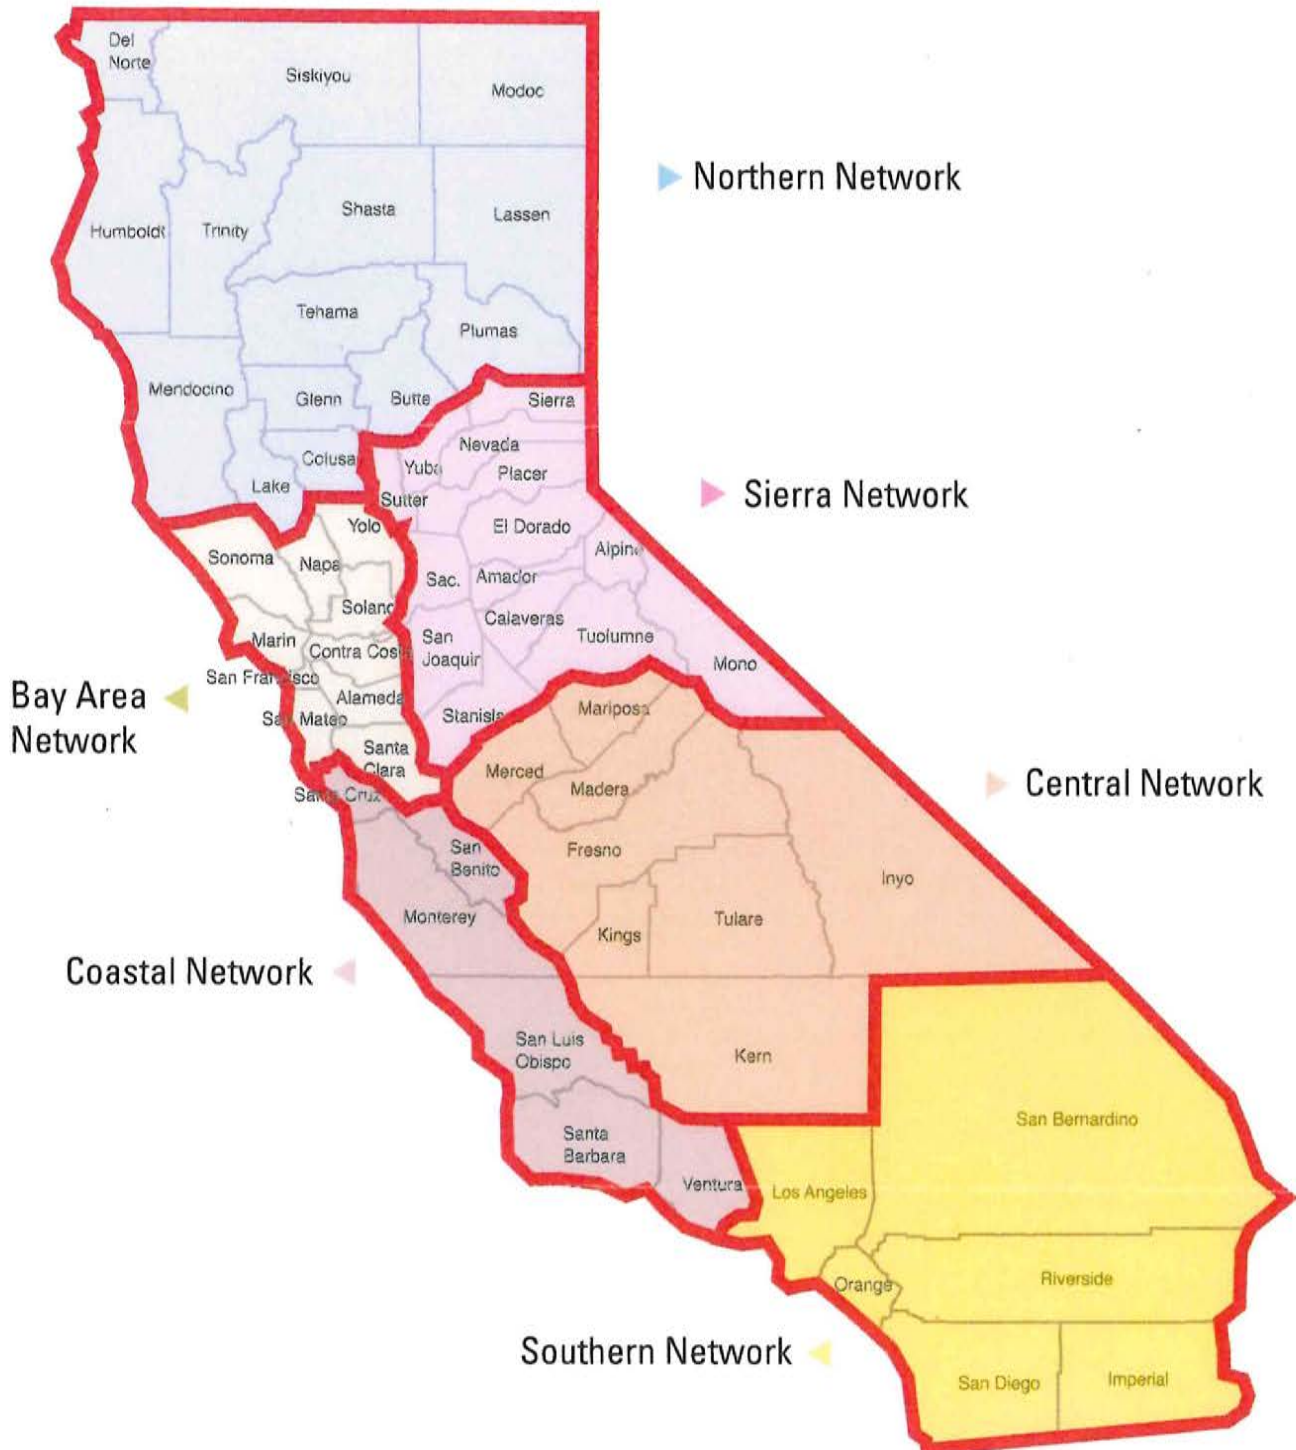 Del
Norte
Siskiyou
Modoc
Northern Network
Humboldt
Trinity
Shasta
Lassen
Tehama
Plumas
Mendocino
Glenn
Butte
Sierra
Colusa
Lake
Nevada
Yuba
Placer
Sutter
Sierra Network
Yolo
El Dorado
Sonoma
Napa
Alpine
Sac.
Amador
Solano
Calaveras
Marin
Contra Costa
San
Joaquin
Tuolumne
Mono
San Francisco
Alameda
Bay Area
Network
San Mateo
Stanisla
Mariposa
Santa
Clara
Merced
Madera
Central Network
Santa Cruz
San
Benito
Fresno
Inyo
Monterey
Kings
Tulare
Coastal Network
San Luis
Obispo
Kern
San Bernardino
Santa
Barbara
Ventura
Los Angeles
Orange
Riverside
Southern Network
San Diego
Imperial